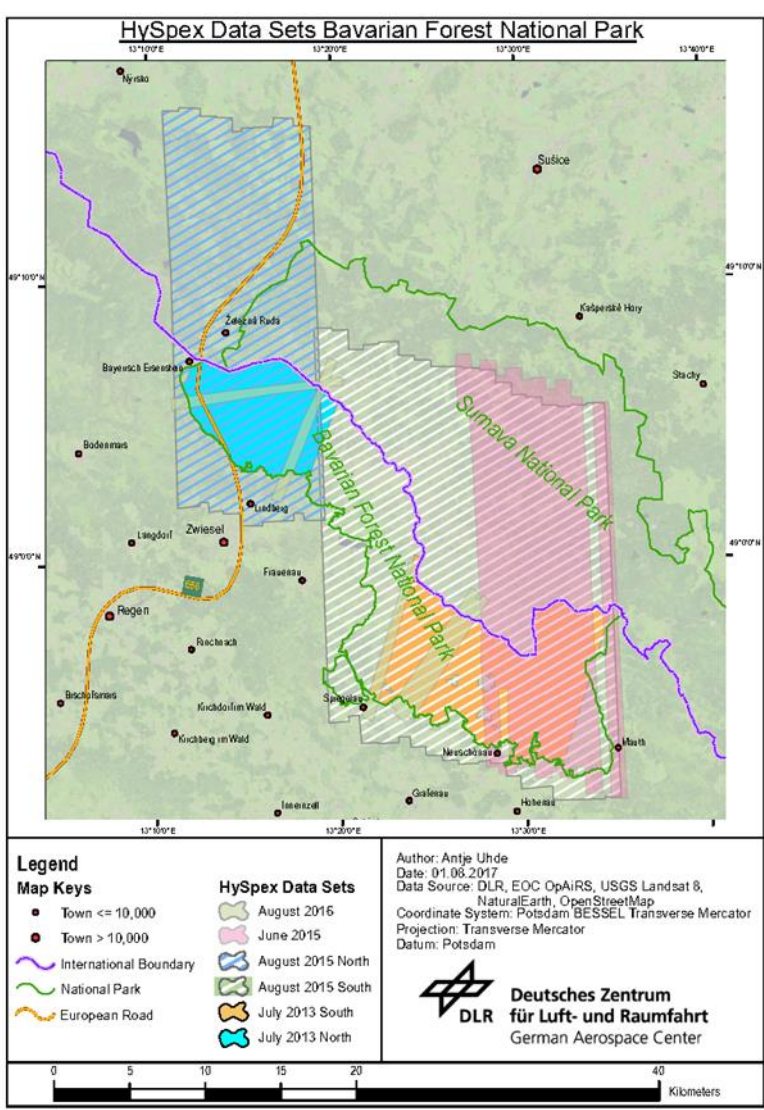 HySpex Data Sets Bavarian Forest National Park
13°10'0"E 13°20'0"E 13°30'0"E 13°40'0"E
Nýrsko
Sušice
49°10'0"N 49°10'0"N
Kašperské Hory
Železná Ruda
Bayerisch Eisenstein
Stachy
Sumava National Park
Bavarian Forest National Park
Bodenmais
Lindberg
Langdorf
Zwiesel
49°0'0"N 49°0'0"N
Frauenau
Regen
Rinchnach
Bischofsmais
Kirchdorf im Wald
Spiegelau
Kirchberg im Wald
Neuschönau
Mauth
Innernzell
Grafenau
Hohenau
13°10'0"E 13°20'0"E 13°30'0"E
Legend
Map Keys
Town <= 10,000
Town > 10,000
International Boundary
National Park
European Road
HySpex Data Sets
August 2016
June 2015
August 2015 North
August 2015 South
July 2013 South
July 2013 North
Author: Antje Uhde
Date: 01.06.2017
Data Source: DLR, EOC OpAiRS, USGS Landsat 8,
NaturalEarth, OpenStreetMap
Coordinate System: Potsdam BESSEL Transverse Mercator
Projection: Transverse Mercator
Datum: Potsdam
DLR
Deutsches Zentrum
für Luft- und Raumfahrt
German Aerospace Center
0 5 10 15 20 40
Kilometers